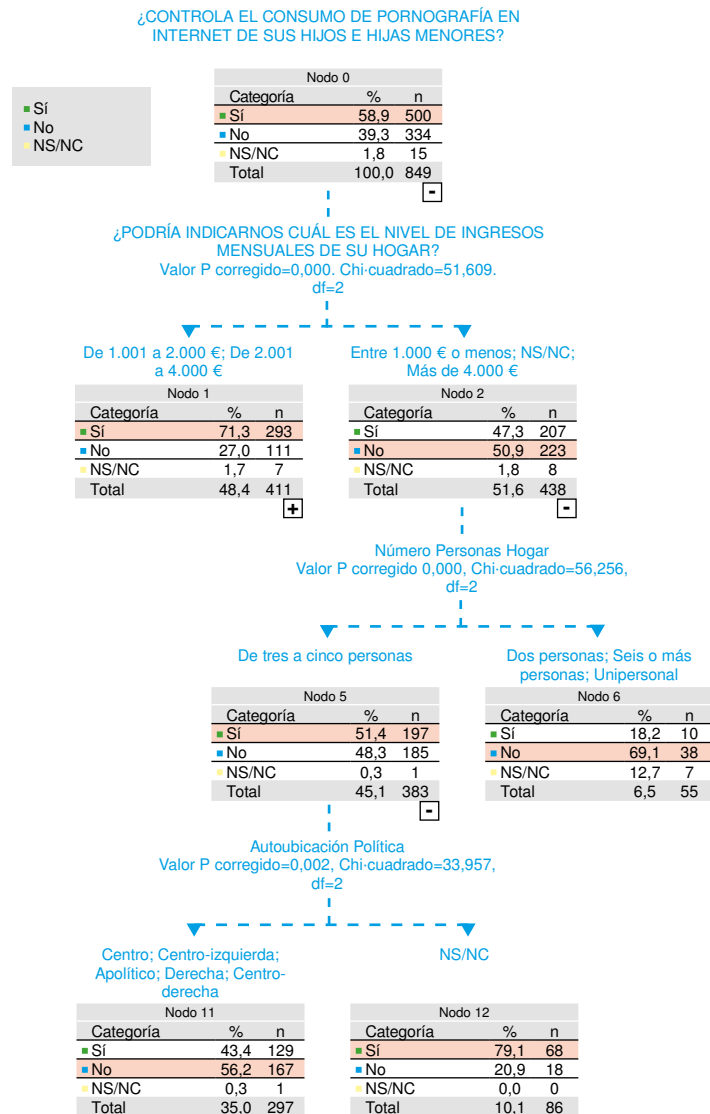 ¿CONTROLA EL CONSUMO DE PORNOGRAFÍA EN
INTERNET DE SUS HIJOS E HIJAS MENORES?
Sí
No
NS/NC
Nodo 0
Categoría % n
Sí 58,9 500
No 39,3 334
NS/NC 1,8 15
Total 100,0 849
-
¿PODRÍA INDICARNOS CUÁL ES EL NIVEL DE INGRESOS
MENSUALES DE SU HOGAR?
Valor P corregido=0,000. Chi-cuadrado=51,609.
df=2
De 1.001 a 2.000 €; De 2.001
a 4.000 €
Nodo 1
Categoría % n
Sí 71,3 293
No 27,0 111
NS/NC 1,7 7
Total 48,4 411
+
Entre 1.000 € o menos; NS/NC;
Más de 4.000 €
Nodo 2
Categoría % n
Sí 47,3 207
No 50,9 223
NS/NC 1,8 8
Total 51,6 438
-
Número Personas Hogar
Valor P corregido 0,000, Chi-cuadrado=56,256,
df=2
De tres a cinco personas
Nodo 5
Categoría % n
Sí 51,4 197
No 48,3 185
NS/NC 0,3 1
Total 45,1 383
-
Dos personas; Seis o más
personas; Unipersonal
Nodo 6
Categoría % n
Sí 18,2 10
No 69,1 38
NS/NC 12,7 7
Total 6,5 55
Autoubicación Política
Valor P corregido=0,002, Chi-cuadrado=33,957,
df=2
Centro; Centro-izquierda;
Apolítico; Derecha; Centro-
derecha
Nodo 11
Categoría % n
Sí 43,4 129
No 56,2 167
NS/NC 0,3 1
Total 35,0 297
NS/NC
Nodo 12
Categoría % n
Sí 79,1 68
No 20,9 18
NS/NC 0,0 0
Total 10,1 86